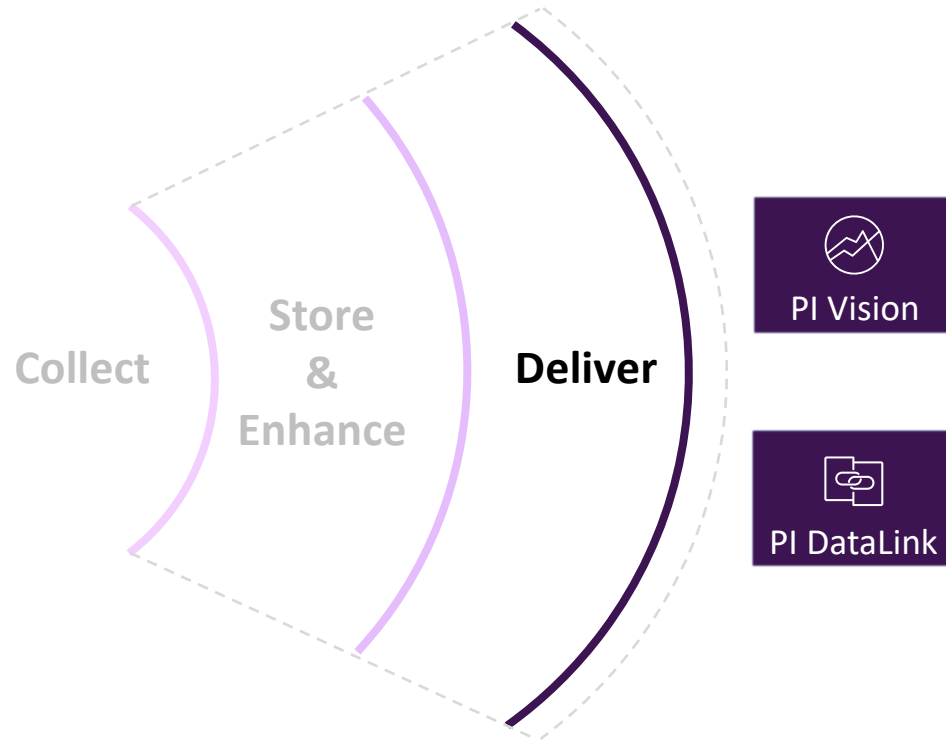 Collect
Store
&
Enhance
Deliver
PI Vision
PI DataLink